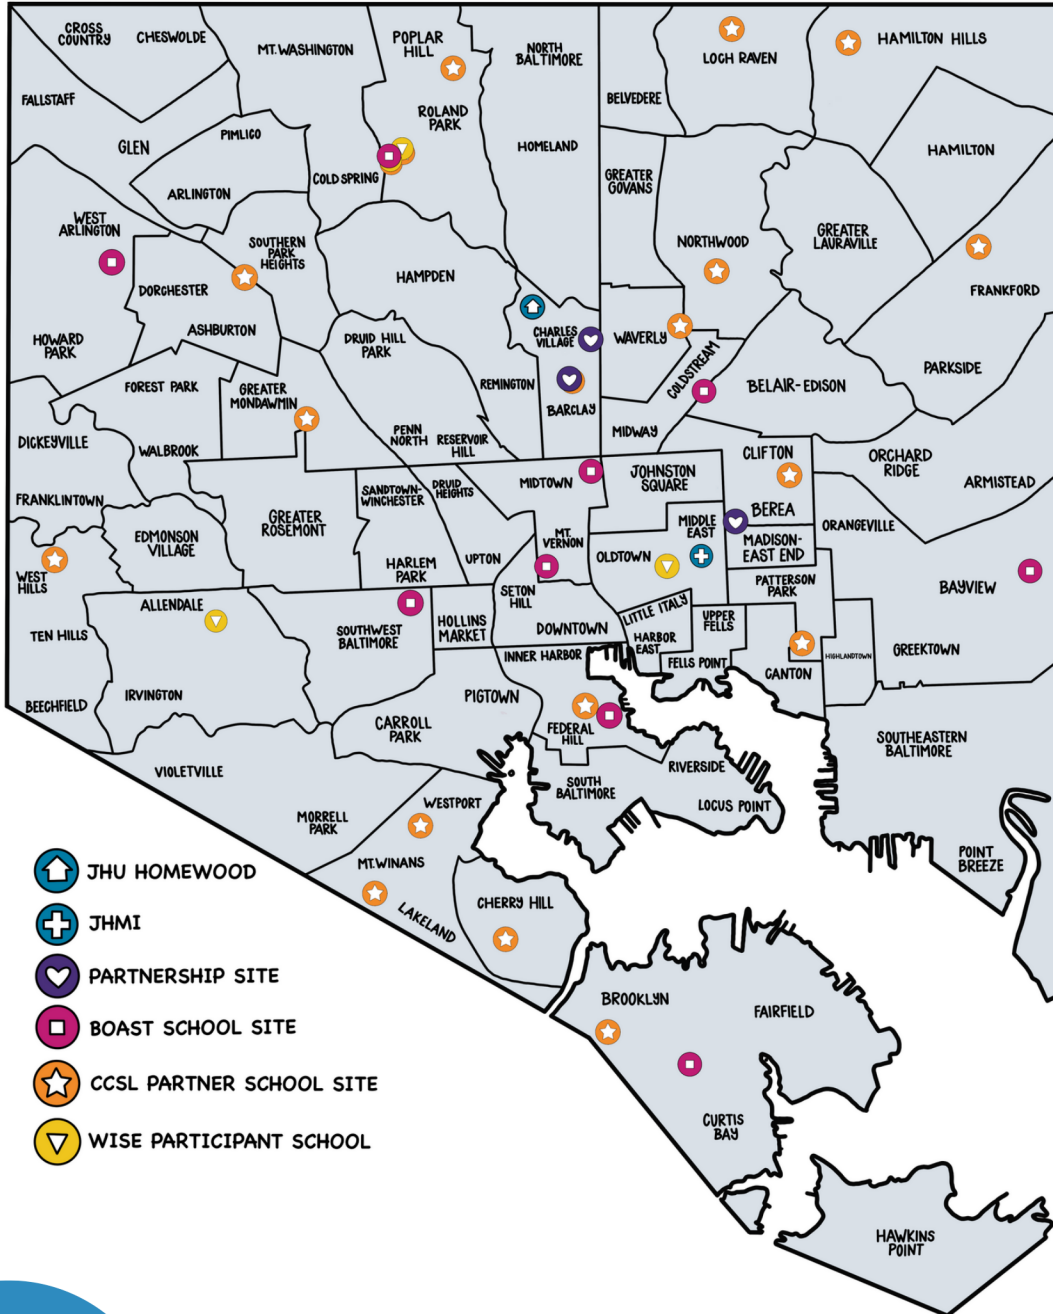 CROSS
COUNTRY
CHESWOLDE
MT. WASHINGTON
POPLAR
HILL
NORTH
BALTIMORE
LOCH RAVEN
HAMILTON HILLS
FALLSTAFF
BELVEDERE
ROLAND
PARK
GLEN
PIMLICO
HOMELAND
HAMILTON
COLD SPRING
ARLINGTON
GREATER
GOVANS
WEST
ARLINGTON
SOUTHERN
PARK
HEIGHTS
NORTHWOOD
GREATER
LAURAVILLE
HAMPDEN
DORCHESTER
FRANKFORD
ASHBURTON
CHARLES
VILLAGE
WAVERLY
HOWARD
PARK
DRUID HILL
PARK
COLDSTREAM
PARKSIDE
FOREST PARK
GREATER
MONDAWMIN
REMINGTON
BELAIR-EDISON
BARCLAY
DICKEYVILLE
WALBROOK
PENN
NORTH
RESERVOIR
HILL
MIDWAY
CLIFTON
ORCHARD
RIDGE
FRANKLINTOWN
SANDTOWN-
WINCHESTER
DRUID
HEIGHTS
MIDTOWN
JOHNSTON
SQUARE
ARMISTEAD
BEREA
GREATER
ROSEMONT
EDMONSON
VILLAGE
MT.
VERNON
MIDDLE
EAST
ORANGEVILLE
MADISON-
EAST END
OLDTOWN
WEST
HILLS
HARLEM
PARK
UPTON
PATTERSON
PARK
BAYVIEW
SETON
HILL
ALLENDALE
LITTLE ITALY
UPPER
FELLS
TEN HILLS
SOUTHWEST
BALTIMORE
HOLLINS
MARKET
DOWNTOWN
HARBOR
EAST
GREEKTOWN
HIGHLANDTOWN
INNER HARBOR
FELLS POINT
CANTON
IRVINGTON
PIGTOWN
BEECHFIELD
CARROLL
PARK
FEDERAL
HILL
SOUTHEASTERN
BALTIMORE
VIOLETVILLE
RIVERSIDE
SOUTH
BALTIMORE
WESTPORT
LOCUS POINT
MORRELL
PARK
POINT
BREEZE
MT. WINANS
JHU HOMEWOOD
CHERRY HILL
LAKELAND
JHMI
PARTNERSHIP SITE
BROOKLYN
FAIRFIELD
BOAST SCHOOL SITE
CCSL PARTNER SCHOOL SITE
CURTIS
BAY
WISE PARTICIPANT SCHOOL
HAWKINS
POINT